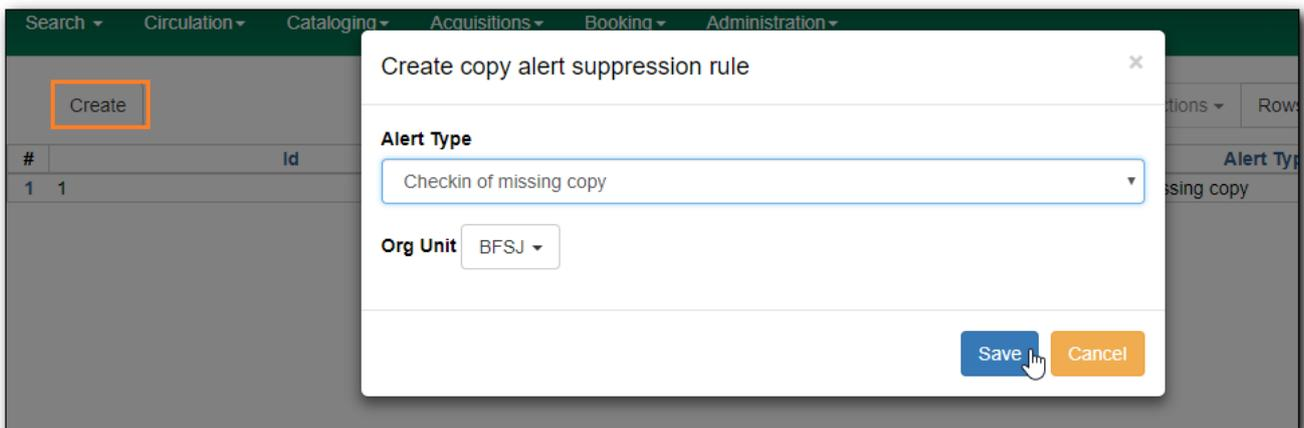 Search Circulation Cataloging Acquisitions Booking Administration
Create copy alert suppression rule ×
Create
Rows
Alert Type
# Id Alert Typ
Checkin of missing copy
1 1 ssing copy
Org Unit BFSJ
Save Cancel